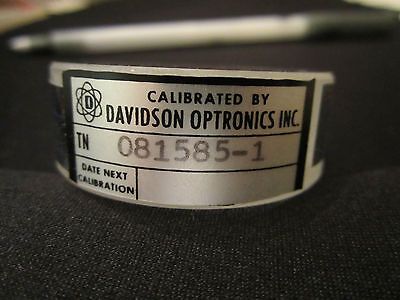 D
CALIBRATED BY
DAVIDSON OPTRONICS INC.
TN 081585-1
DATE NEXT
CALIBRATION